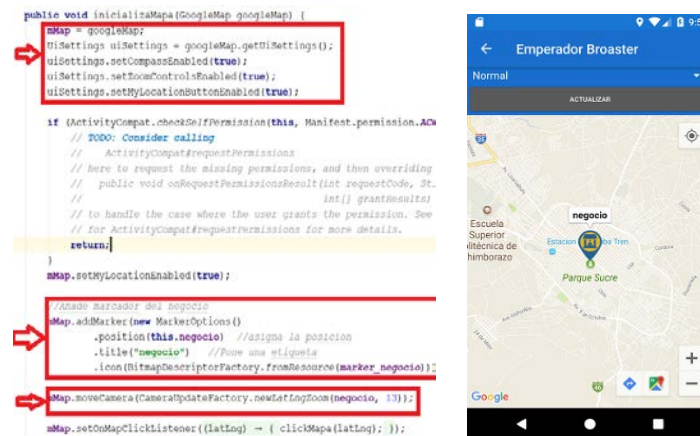 public void inicializaMapa(GoogleMap googleMap) {
mMap = googleMap;
UiSettings uiSettings = googleMap.getUiSettings();
uiSettings.setCompassEnabled(true);
uiSettings.setZoomControlsEnabled(true);
uiSettings.setMyLocationButtonEnabled(true);
if (ActivityCompat.checkSelfPermission(this, Manifest.permission.
// TODO: Consider calling
// ActivityCompat#requestPermissions
// here to request the missing permissions, and then overriding
// public void onRequestPermissionsResult(int requestCode, St.
// int[] grantResults)
// to handle the case where the user grants the permission. See
// for ActivityCompat#requestPermissions for more details.
return;
}
mMap.setMyLocationEnabled(true);
//Añade marcador del negocio
mMap.addMarker(new MarkerOptions()
.position(this.negocio) //asigna la posicion
.title("negocio") //Pone una etiqueta
.icon(BitmapDescriptorFactory.fromResource(marker_negocio))
mMap.moveCamera(CameraUpdateFactory.newLatLngZoom(negocio, 13));
mMap.setOnMapClickListener((latLng) → { clickMapa(latLng); });
9:5
Emperador Broaster
Normal
ACTUALIZAR
Escuela
Superior
olitécnica de
himborazo
negocio
Estacion Tren
Parque Sucre
Google